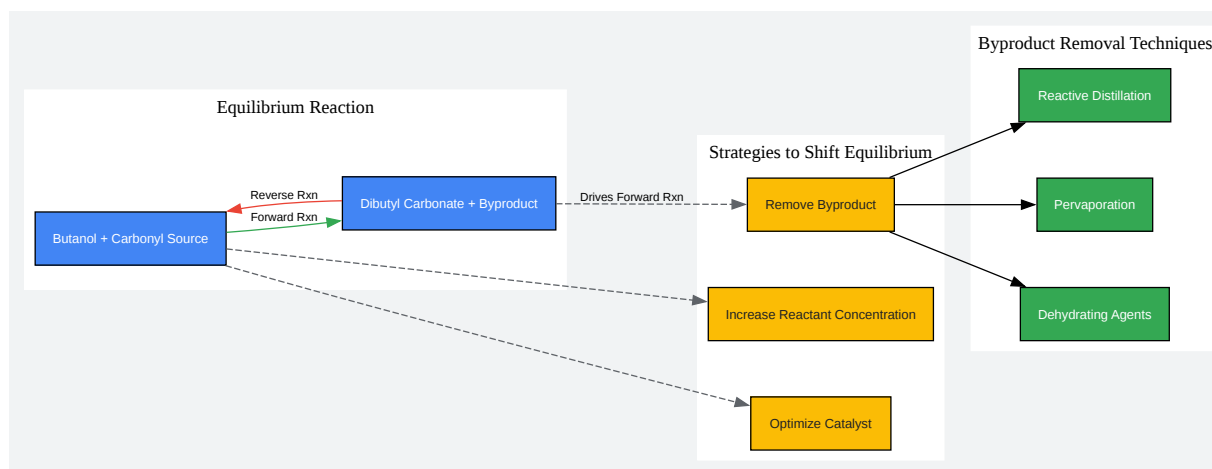 Equilibrium Reaction
Reverse Rxn
Forward Rxn
Butanol + Carbonyl Source
Dibutyl Carbonate + Byproduct
Drives Forward Rxn
Strategies to Shift Equilibrium
Remove Byproduct
Increase Reactant Concentration
Optimize Catalyst
Byproduct Removal Techniques
Reactive Distillation
Pervaporation
Dehydrating Agents